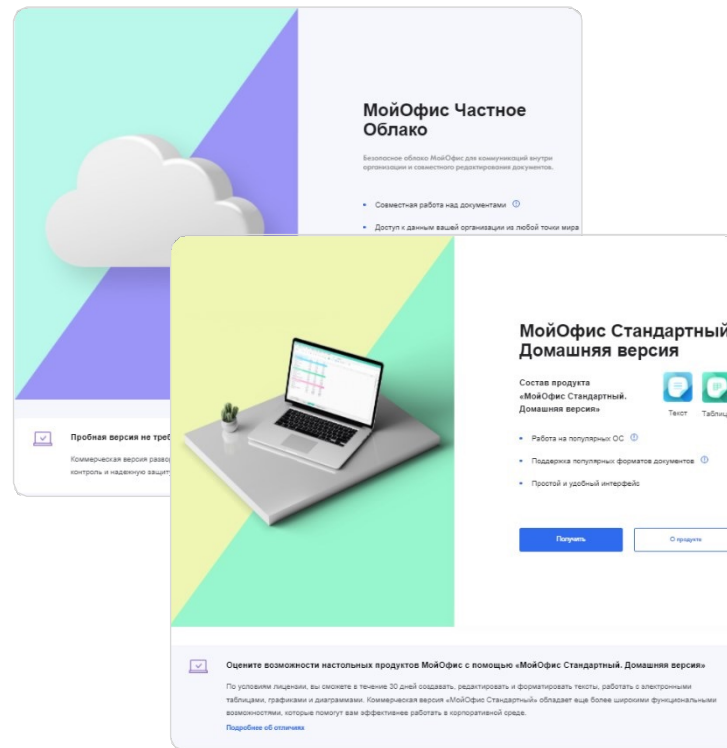 МойОфис Частное
Облако
Безопасное облако МойОфис для коммуникаций внутри
организации и совместного редактирования документов.
Совместная работа над документами
Доступ к данным вашей организации из любой точки мира
Пробная версия не треб
Коммерческая версия разво
контроль и надежную защит
МойОфис Стандартный
Домашняя версия
Состав продукта
«МойОфис Стандартный.
Домашняя версия»
Текст Таблиц
Работа на популярных ОС
Поддержка популярных форматов документов
Простой и удобный интерфейс
Получить О продукте
Оцените возможности настольных продуктов МойОфис с помощью «МойОфис Стандартный. Домашняя версия»
По условиям лицензии, вы сможете в течение 30 дней создавать, редактировать и форматировать тексты, работать с электронными
таблицами, графиками и диаграммами. Коммерческая версия «МойОфис Стандартный» обладает еще более широкими функциональными
возможностями, которые помогут вам эффективнее работать в корпоративной среде.
Подробнее об отличиях